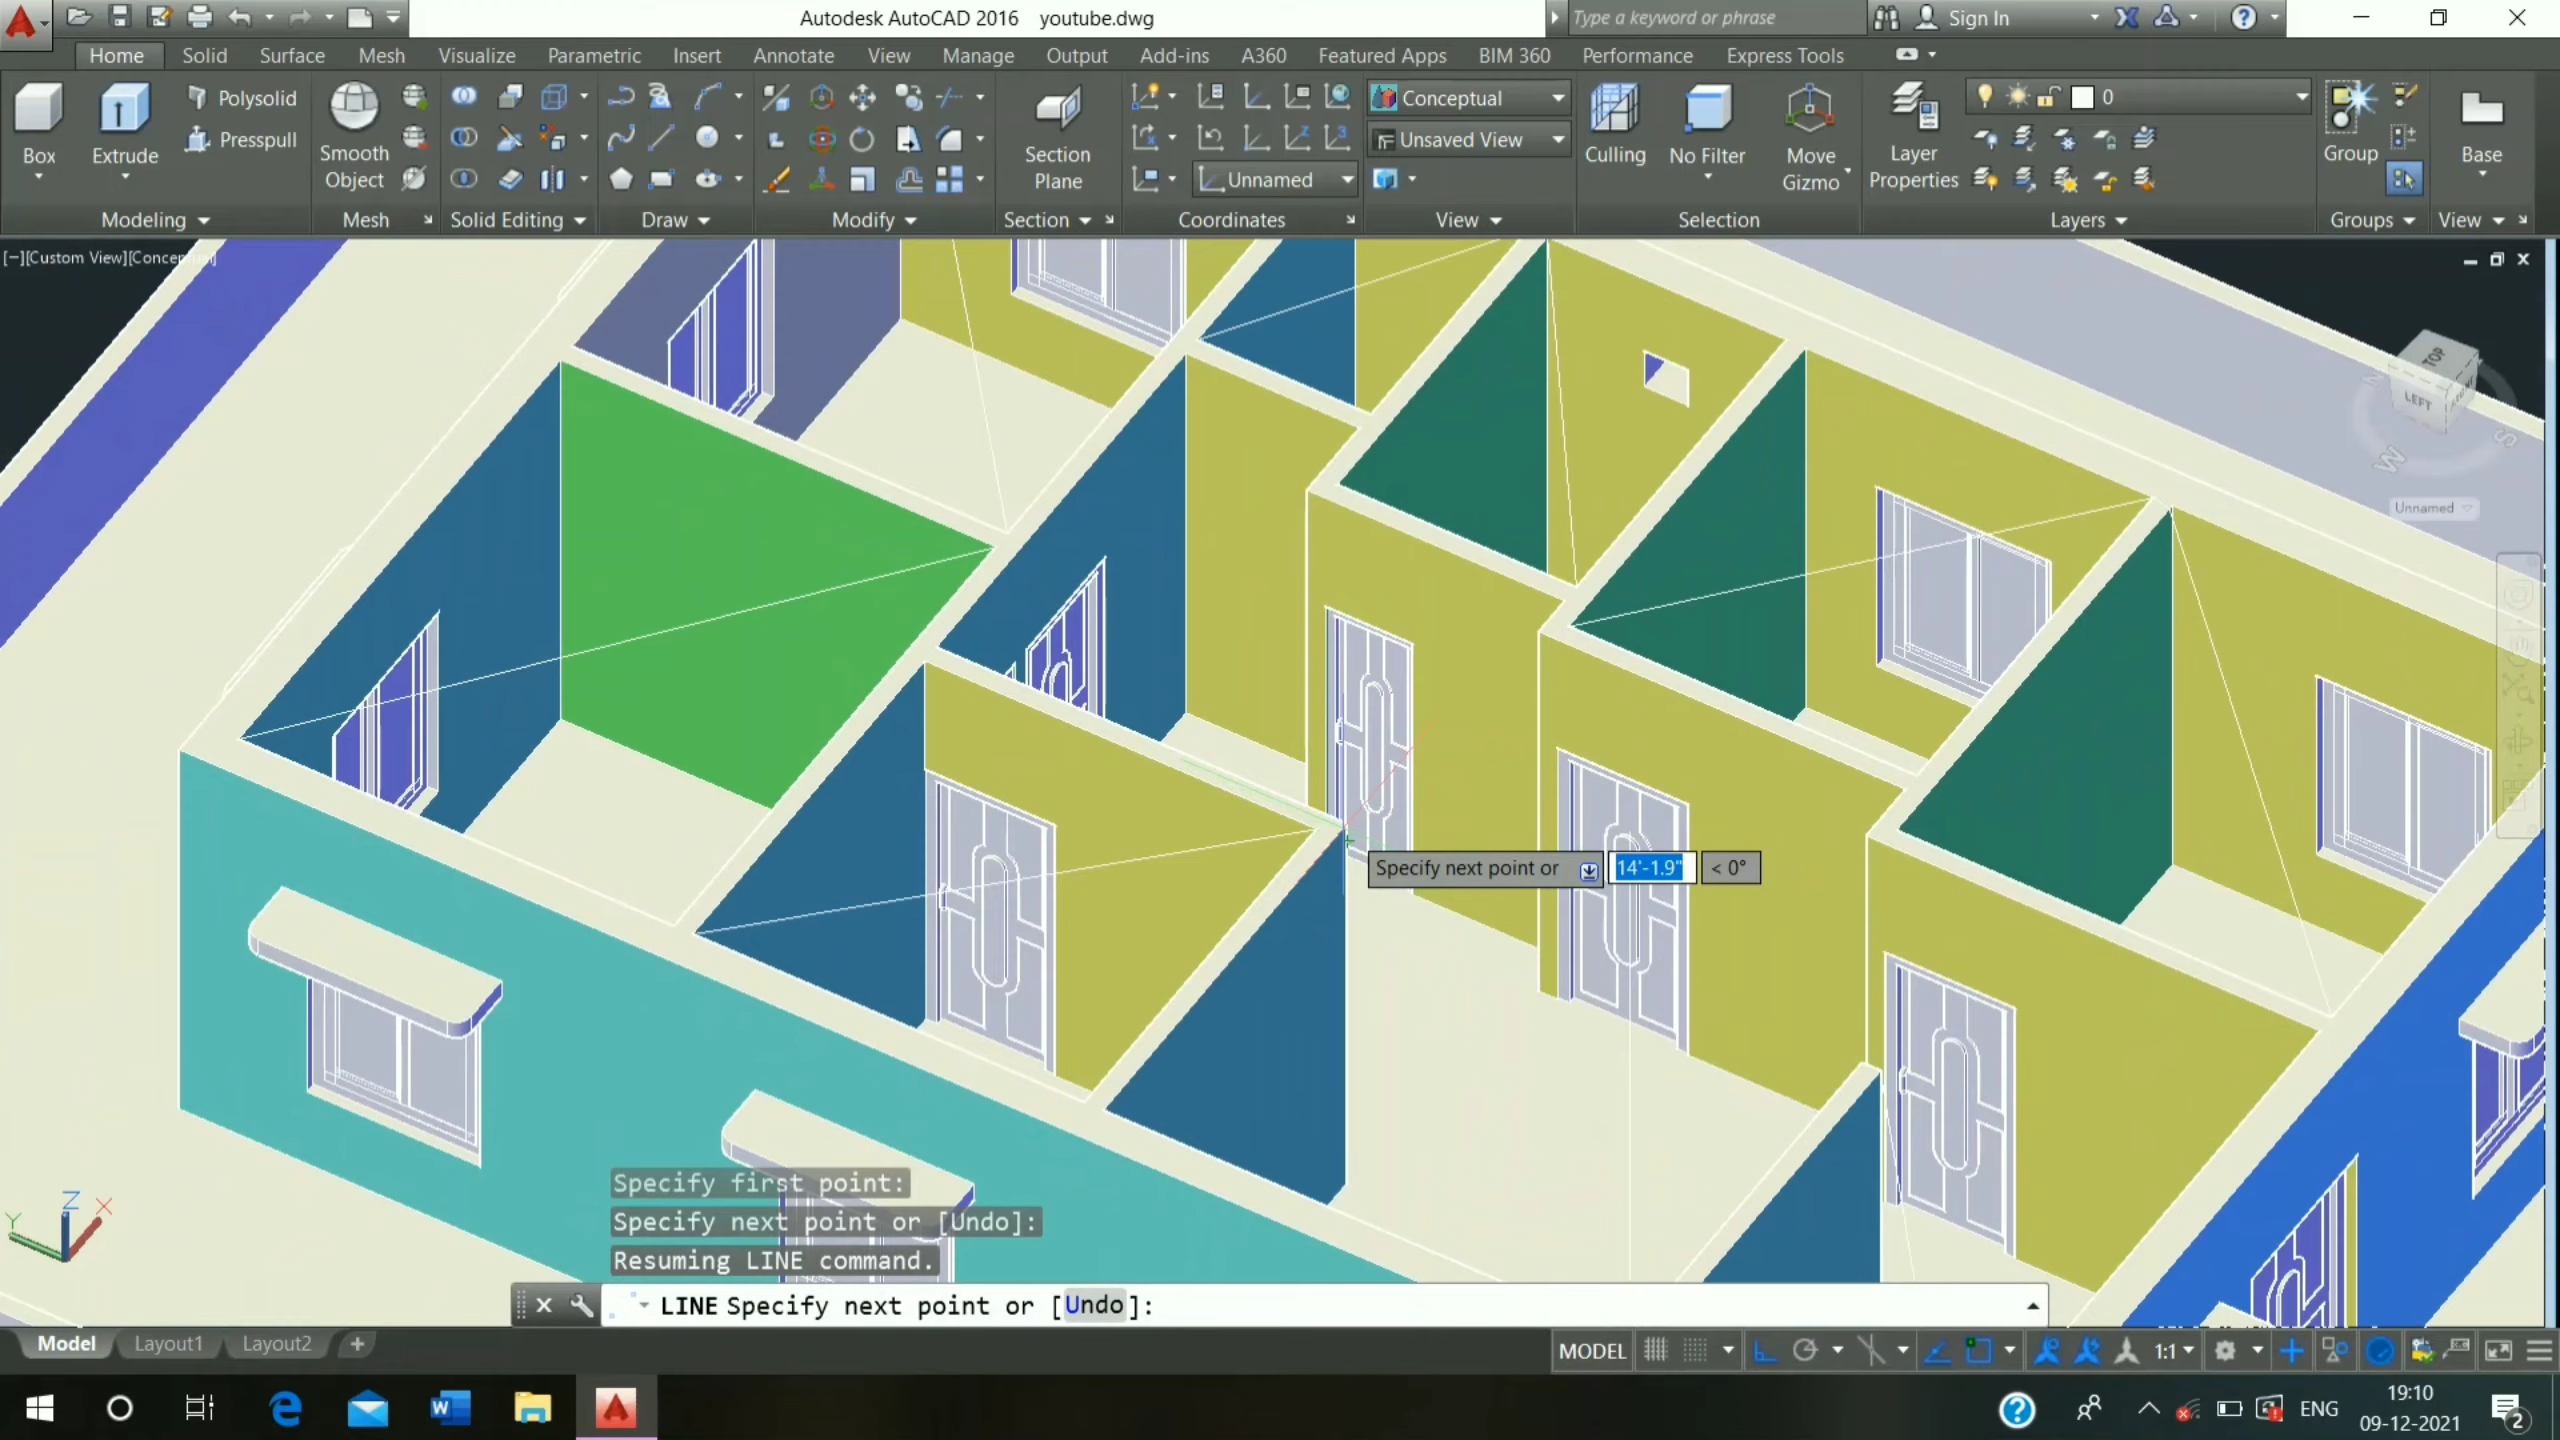 Autodesk AutoCAD 2016 youtube.dwg
Type a keyword or phrase
Sign In
Home Solid Surface Mesh Visualize Parametric Insert Annotate View Manage Output Add-ins A360 Featured Apps BIM 360 Performance Express Tools
Box
Extrude
Polysolid
Presspull
Smooth Object
Section Plane
Unnamed
Conceptual
Unsaved View
Culling
No Filter
Move Gizmo
Layer Properties
0
Group
Base
Modeling Mesh Solid Editing Draw Modify Section Coordinates View Selection Layers Groups View
[−][Custom View]
TOP
LEFT
W
S
Unnamed
Specify next point or 14'-1.9" < 0°
Z
X
Y
Specify first point:
Specify next point or [Undo]:
Resuming LINE command.
LINE Specify next point or [Undo]:
Model Layout1 Layout2 +
MODEL 1:1
ENG
19:10
09-12-2021
2